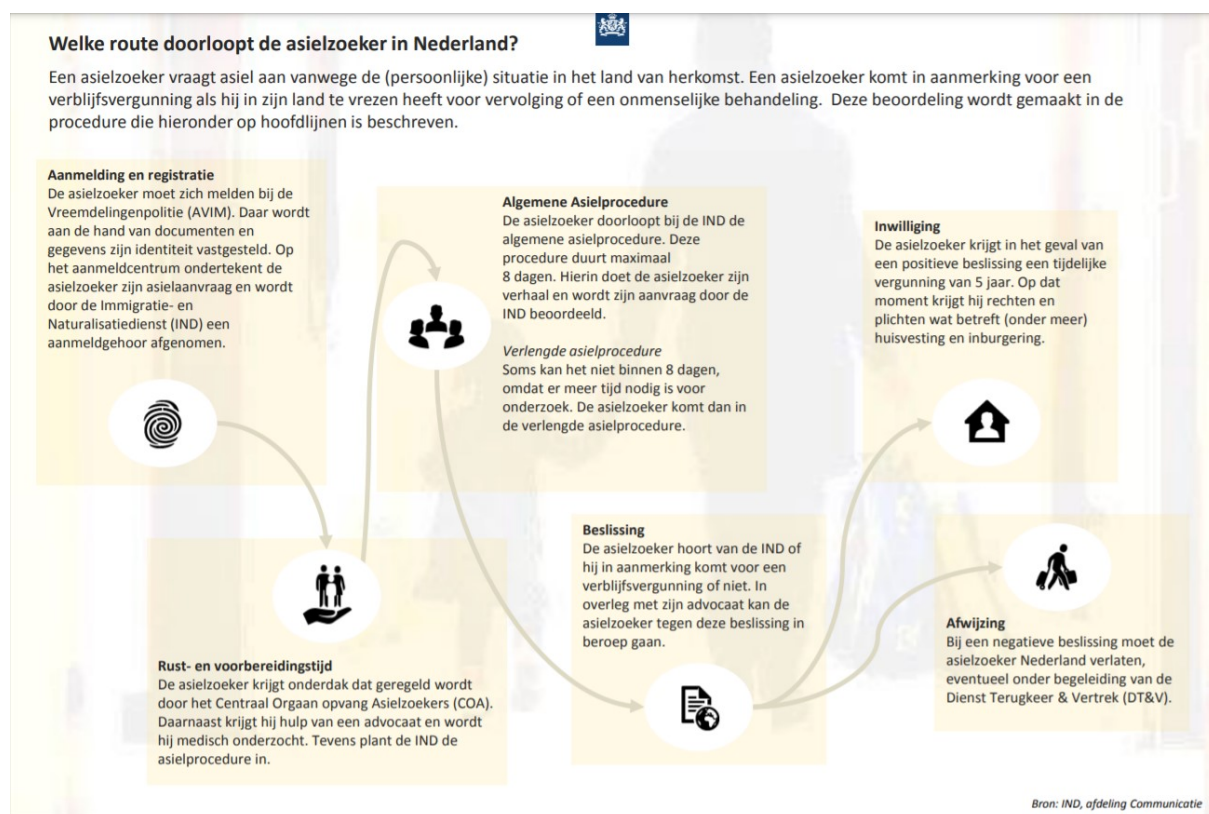 Welke route doorloopt de asielzoeker in Nederland?
Een asielzoeker vraagt asiel aan vanwege de (persoonlijke) situatie in het land van herkomst. Een asielzoeker komt in aanmerking voor een
verblijfsvergunning als hij in zijn land te vrezen heeft voor vervolging of een onmenselijke behandeling. Deze beoordeling wordt gemaakt in de
procedure die hieronder op hoofdlijnen is beschreven.
Aanmelding en registratie
De asielzoeker moet zich melden bij de
Vreemdelingenpolitie (AVIM). Daar wordt
aan de hand van documenten en
gegevens zijn identiteit vastgesteld. Op
het aanmeldcentrum ondertekent de
asielzoeker zijn asielaanvraag en wordt
door de Immigratie- en
Naturalisatiedienst (IND) een
aanmeldgehoor afgenomen.
Rust- en voorbereidingstijd
De asielzoeker krijgt onderdak dat geregeld wordt
door het Centraal Orgaan opvang Asielzoekers (COA).
Daarnaast krijgt hij hulp van een advocaat en wordt
hij medisch onderzocht. Tevens plant de IND de
asielprocedure in.
Algemene Asielprocedure
De asielzoeker doorloopt bij de IND de
algemene asielprocedure. Deze
procedure duurt maximaal
8 dagen. Hierin doet de asielzoeker zijn
verhaal en wordt zijn aanvraag door de
IND beoordeeld.
Verlengde asielprocedure
Soms kan het niet binnen 8 dagen,
omdat er meer tijd nodig is voor
onderzoek. De asielzoeker komt dan in
de verlengde asielprocedure.
Beslissing
De asielzoeker hoort van de IND of
hij in aanmerking komt voor een
verblijfsvergunning of niet. In
overleg met zijn advocaat kan de
asielzoeker tegen deze beslissing in
beroep gaan.
Inwilliging
De asielzoeker krijgt in het geval van
een positieve beslissing een tijdelijke
vergunning van 5 jaar. Op dat
moment krijgt hij rechten en
plichten wat betreft (onder meer)
huisvesting en inburgering.
Afwijzing
Bij een negatieve beslissing moet de
asielzoeker Nederland verlaten,
eventueel onder begeleiding van de
Dienst Terugkeer & Vertrek (DT&V).
Bron: IND, afdeling Communicatie